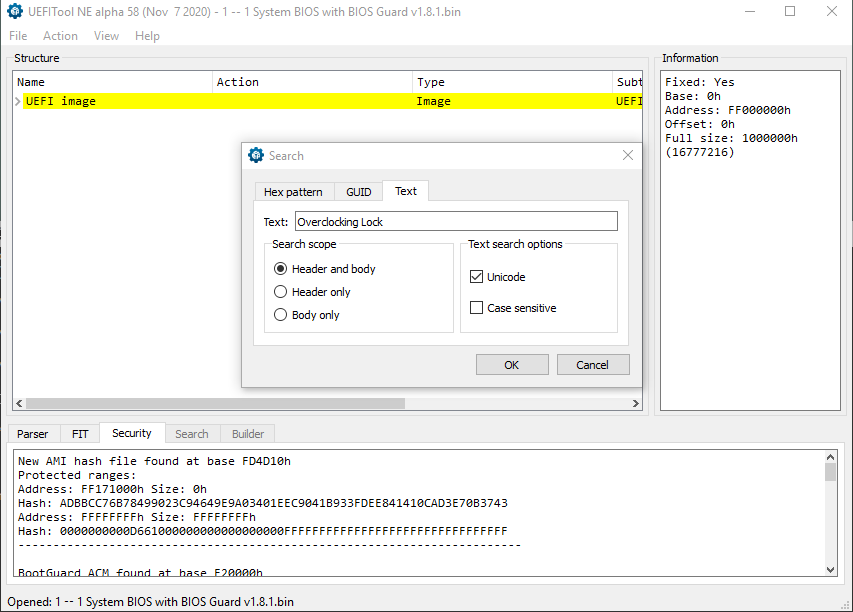 UEFITool NE alpha 58 (Nov  7 2020) - 1 -- 1 System BIOS with BIOS Guard v1.8.1.bin
File Action View Help
Structure
Name Action Type Subt
UEFI image Image UEFI
Information
Fixed: Yes
Base: 0h
Address: FF000000h
Offset: 0h
Full size: 1000000h
(16777216)
Search
Hex pattern GUID Text
Text: Overclocking Lock
Search scope
Header and body
Header only
Body only
Text search options
Unicode
Case sensitive
OK Cancel
Parser FIT Security Search Builder
New AMI hash file found at base FD4D10h
Protected ranges:
Address: FF171000h Size: 0h
Hash: ADBBCC76B78499023C94649E9A03401EEC9041B933FDEE841410CAD3E70B3743
Address: FFFFFFFFh Size: FFFFFFFFh
Hash: 0000000000D66100000000000000000000FFFFFFFFFFFFFFFFFFFFFFFFFFFFFF
------------------------------------------------------------------------
BootGuard ACM found at base E20000h
Opened: 1 -- 1 System BIOS with BIOS Guard v1.8.1.bin